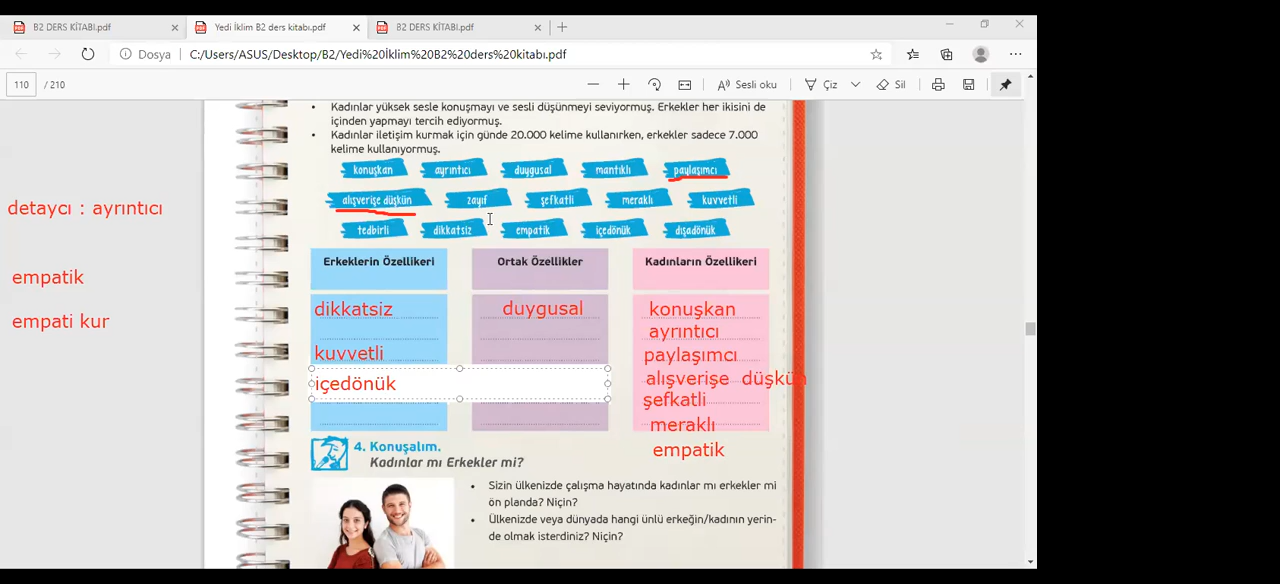 B2 DERS KİTABI.pdf
Yedi İklim B2 ders kitabı.pdf
B2 DERS KİTABI.pdf
Dosya
C:/Users/ASUS/Desktop/B2/Yedi%20İklim%20B2%20ders%20kitabı.pdf
110 / 210
Sesli oku
Çiz
Sil
• Kadınlar yüksek sesle konuşmayı ve sesli düşünmeyi seviyormuş. Erkekler her ikisini de
içinden yapmayı tercih ediyormuş.
• Kadınlar iletişim kurmak için günde 20.000 kelime kullanırken, erkekler sadece 7.000
kelime kullanıyormuş.
konuşkan ayrıntıcı duygusal mantıklı paylaşımcı
alışverişe düşkün zayıf şefkatli meraklı kuvvetli
tedbirli dikkatsiz empatik içedönük dışadönük
detaycı : ayrıntıcı
empatik
empati kur
Erkeklerin Özellikeri
dikkatsiz
kuvvetli
içedönük
Ortak Özellikler
duygusal
Kadınların Özellikeri
konuşkan
ayrıntıcı
paylaşımcı
alışverişe düşkün
şefkatli
meraklı
empatik
4. Konuşalım.
Kadınlar mı Erkekler mi?
• Sizin ülkenizde çalışma hayatında kadınlar mı erkekler mi
ön planda? Niçin?
• Ülkenizde veya dünyada hangi ünlü erkeğin/kadının yerin-
de olmak isterdiniz? Niçin?